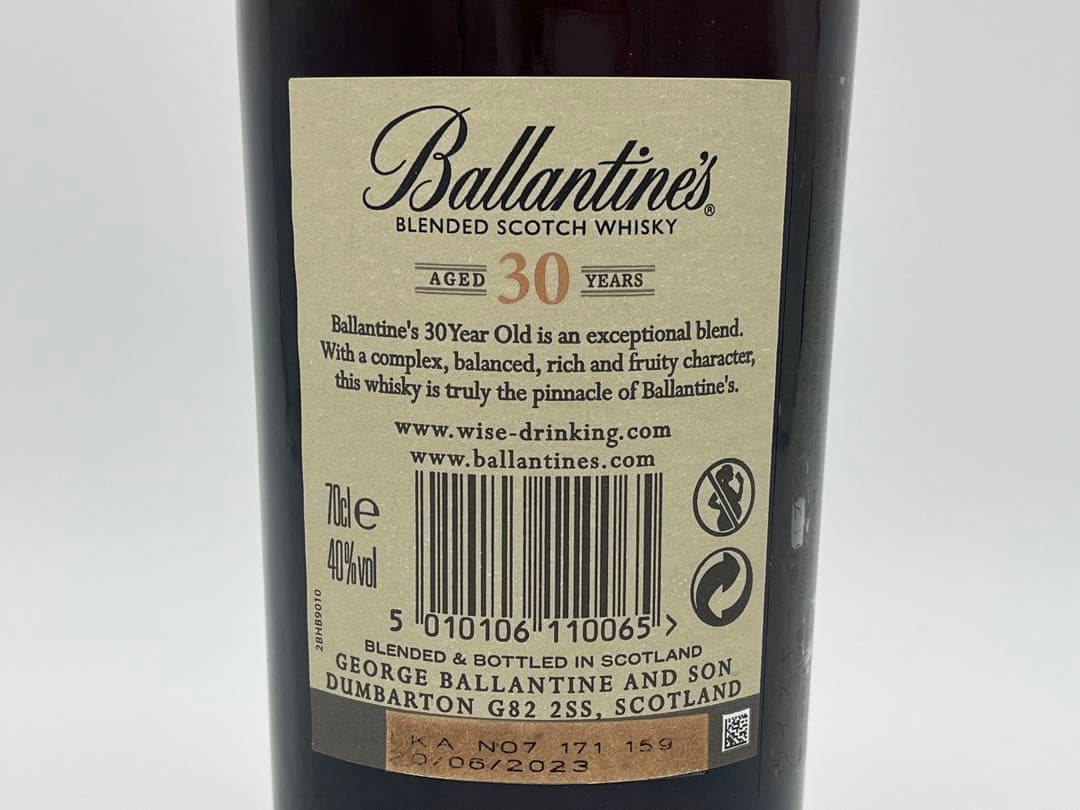 Ballantine's®
BLENDED SCOTCH WHISKY
AGED 30 YEARS
Ballantine's 30 Year Old is an exceptional blend.
With a complex, balanced, rich and fruity character,
this whisky is truly the pinnacle of Ballantine's.
www.wise-drinking.com
www.ballantines.com
70cl e
40%vol
2BHB9010
5 010106 110065 >
BLENDED & BOTTLED IN SCOTLAND
GEORGE BALLANTINE AND SON
DUMBARTON G82 2SS, SCOTLAND
KA NO7 171 159
20/06/2023